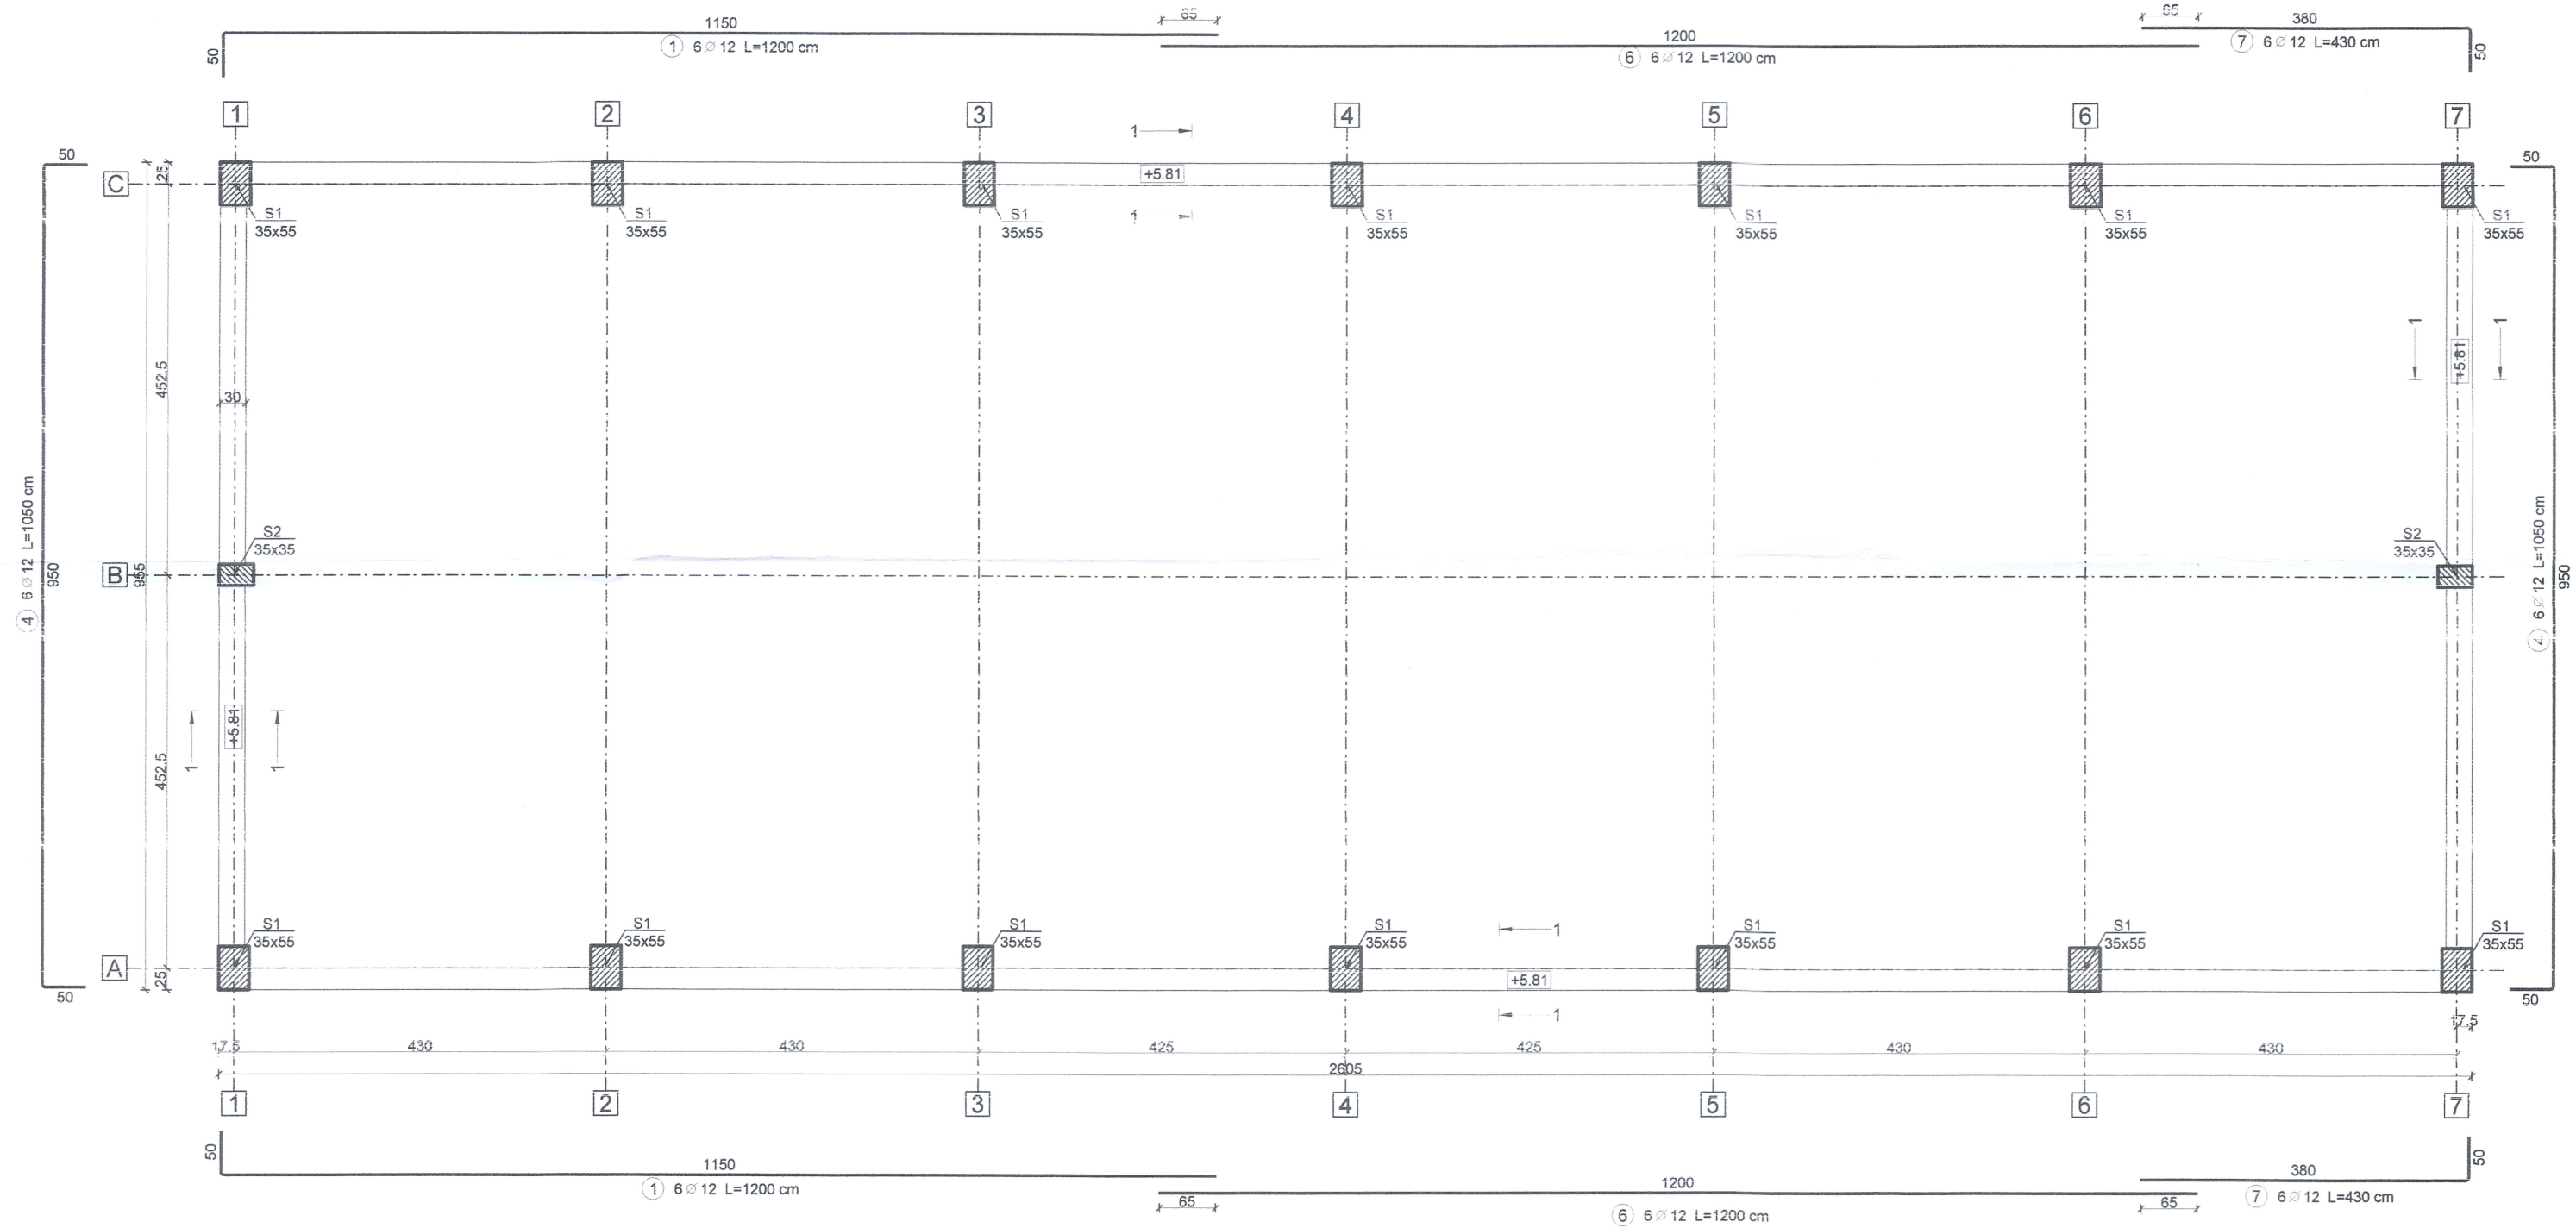 1150
65
50
1 6⌀12 L=1200 cm
1200
6 6⌀12 L=1200 cm
65
380
7 6⌀12 L=430 cm
50
1
2
3
4
5
6
7
1
+5.81
1
50
50
C
25
S1
35x55
S1
35x55
S1
35x55
S1
35x55
S1
35x55
S1
35x55
S1
35x55
452.5
30
1
+5.81
1
4 6⌀12 L=1050 cm
950
B
955
S2
35x35
S2
35x35
4 6⌀12 L=1050 cm
950
452.5
1
+5.81
1
A
25
S1
35x55
S1
35x55
S1
35x55
S1
35x55
S1
35x55
S1
35x55
S1
35x55
1
+5.81
1
50
50
17.5
430
430
425
425
430
430
17.5
2605
1
2
3
4
5
6
7
50
1150
1 6⌀12 L=1200 cm
65
1200
6 6⌀12 L=1200 cm
65
380
7 6⌀12 L=430 cm
50